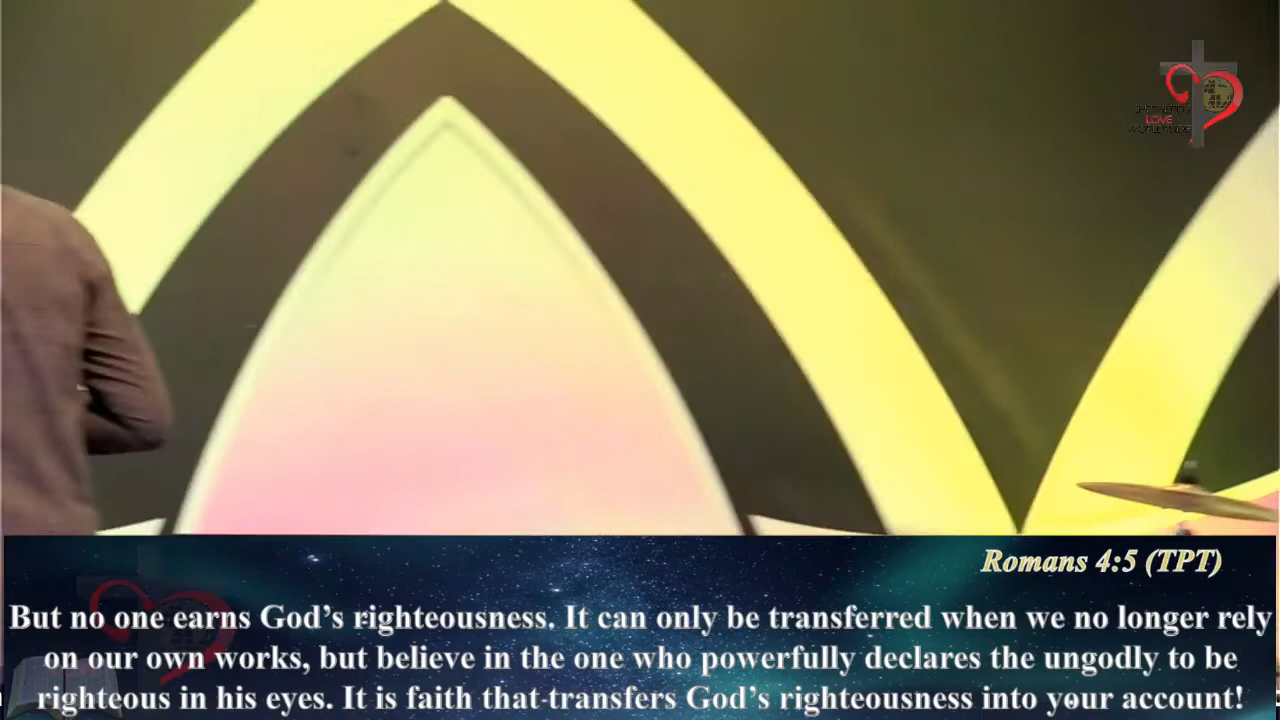 LOVE
Romans 4:5 (TPT)
But no one earns God's righteousness. It can only be transferred when we no longer rely
on our own works, but believe in the one who powerfully declares the ungodly to be
righteous in his eyes. It is faith that transfers God's righteousness into your account!